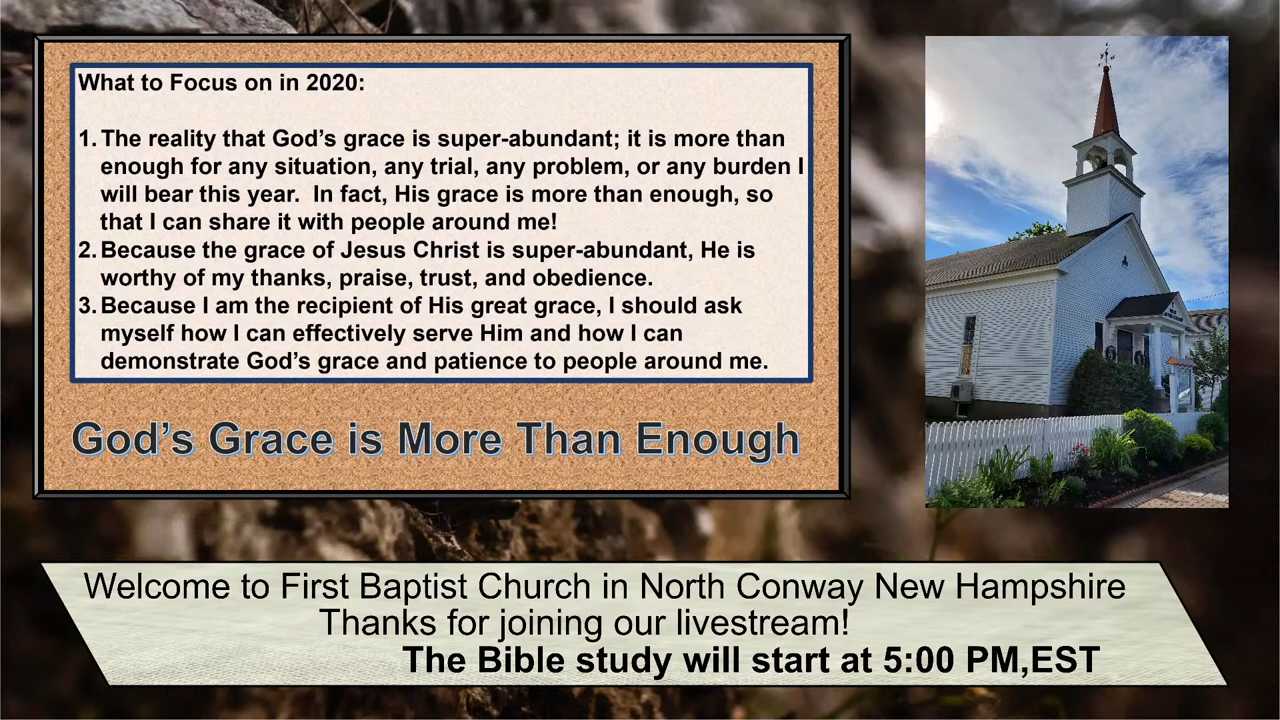 What to Focus on in 2020:
1. The reality that God's grace is super-abundant; it is more than
enough for any situation, any trial, any problem, or any burden I
will bear this year.  In fact, His grace is more than enough, so
that I can share it with people around me!
2. Because the grace of Jesus Christ is super-abundant, He is
worthy of my thanks, praise, trust, and obedience.
3. Because I am the recipient of His great grace, I should ask
myself how I can effectively serve Him and how I can
demonstrate God's grace and patience to people around me.
God's Grace is More Than Enough
Welcome to First Baptist Church in North Conway New Hampshire
Thanks for joining our livestream!
The Bible study will start at 5:00 PM,EST